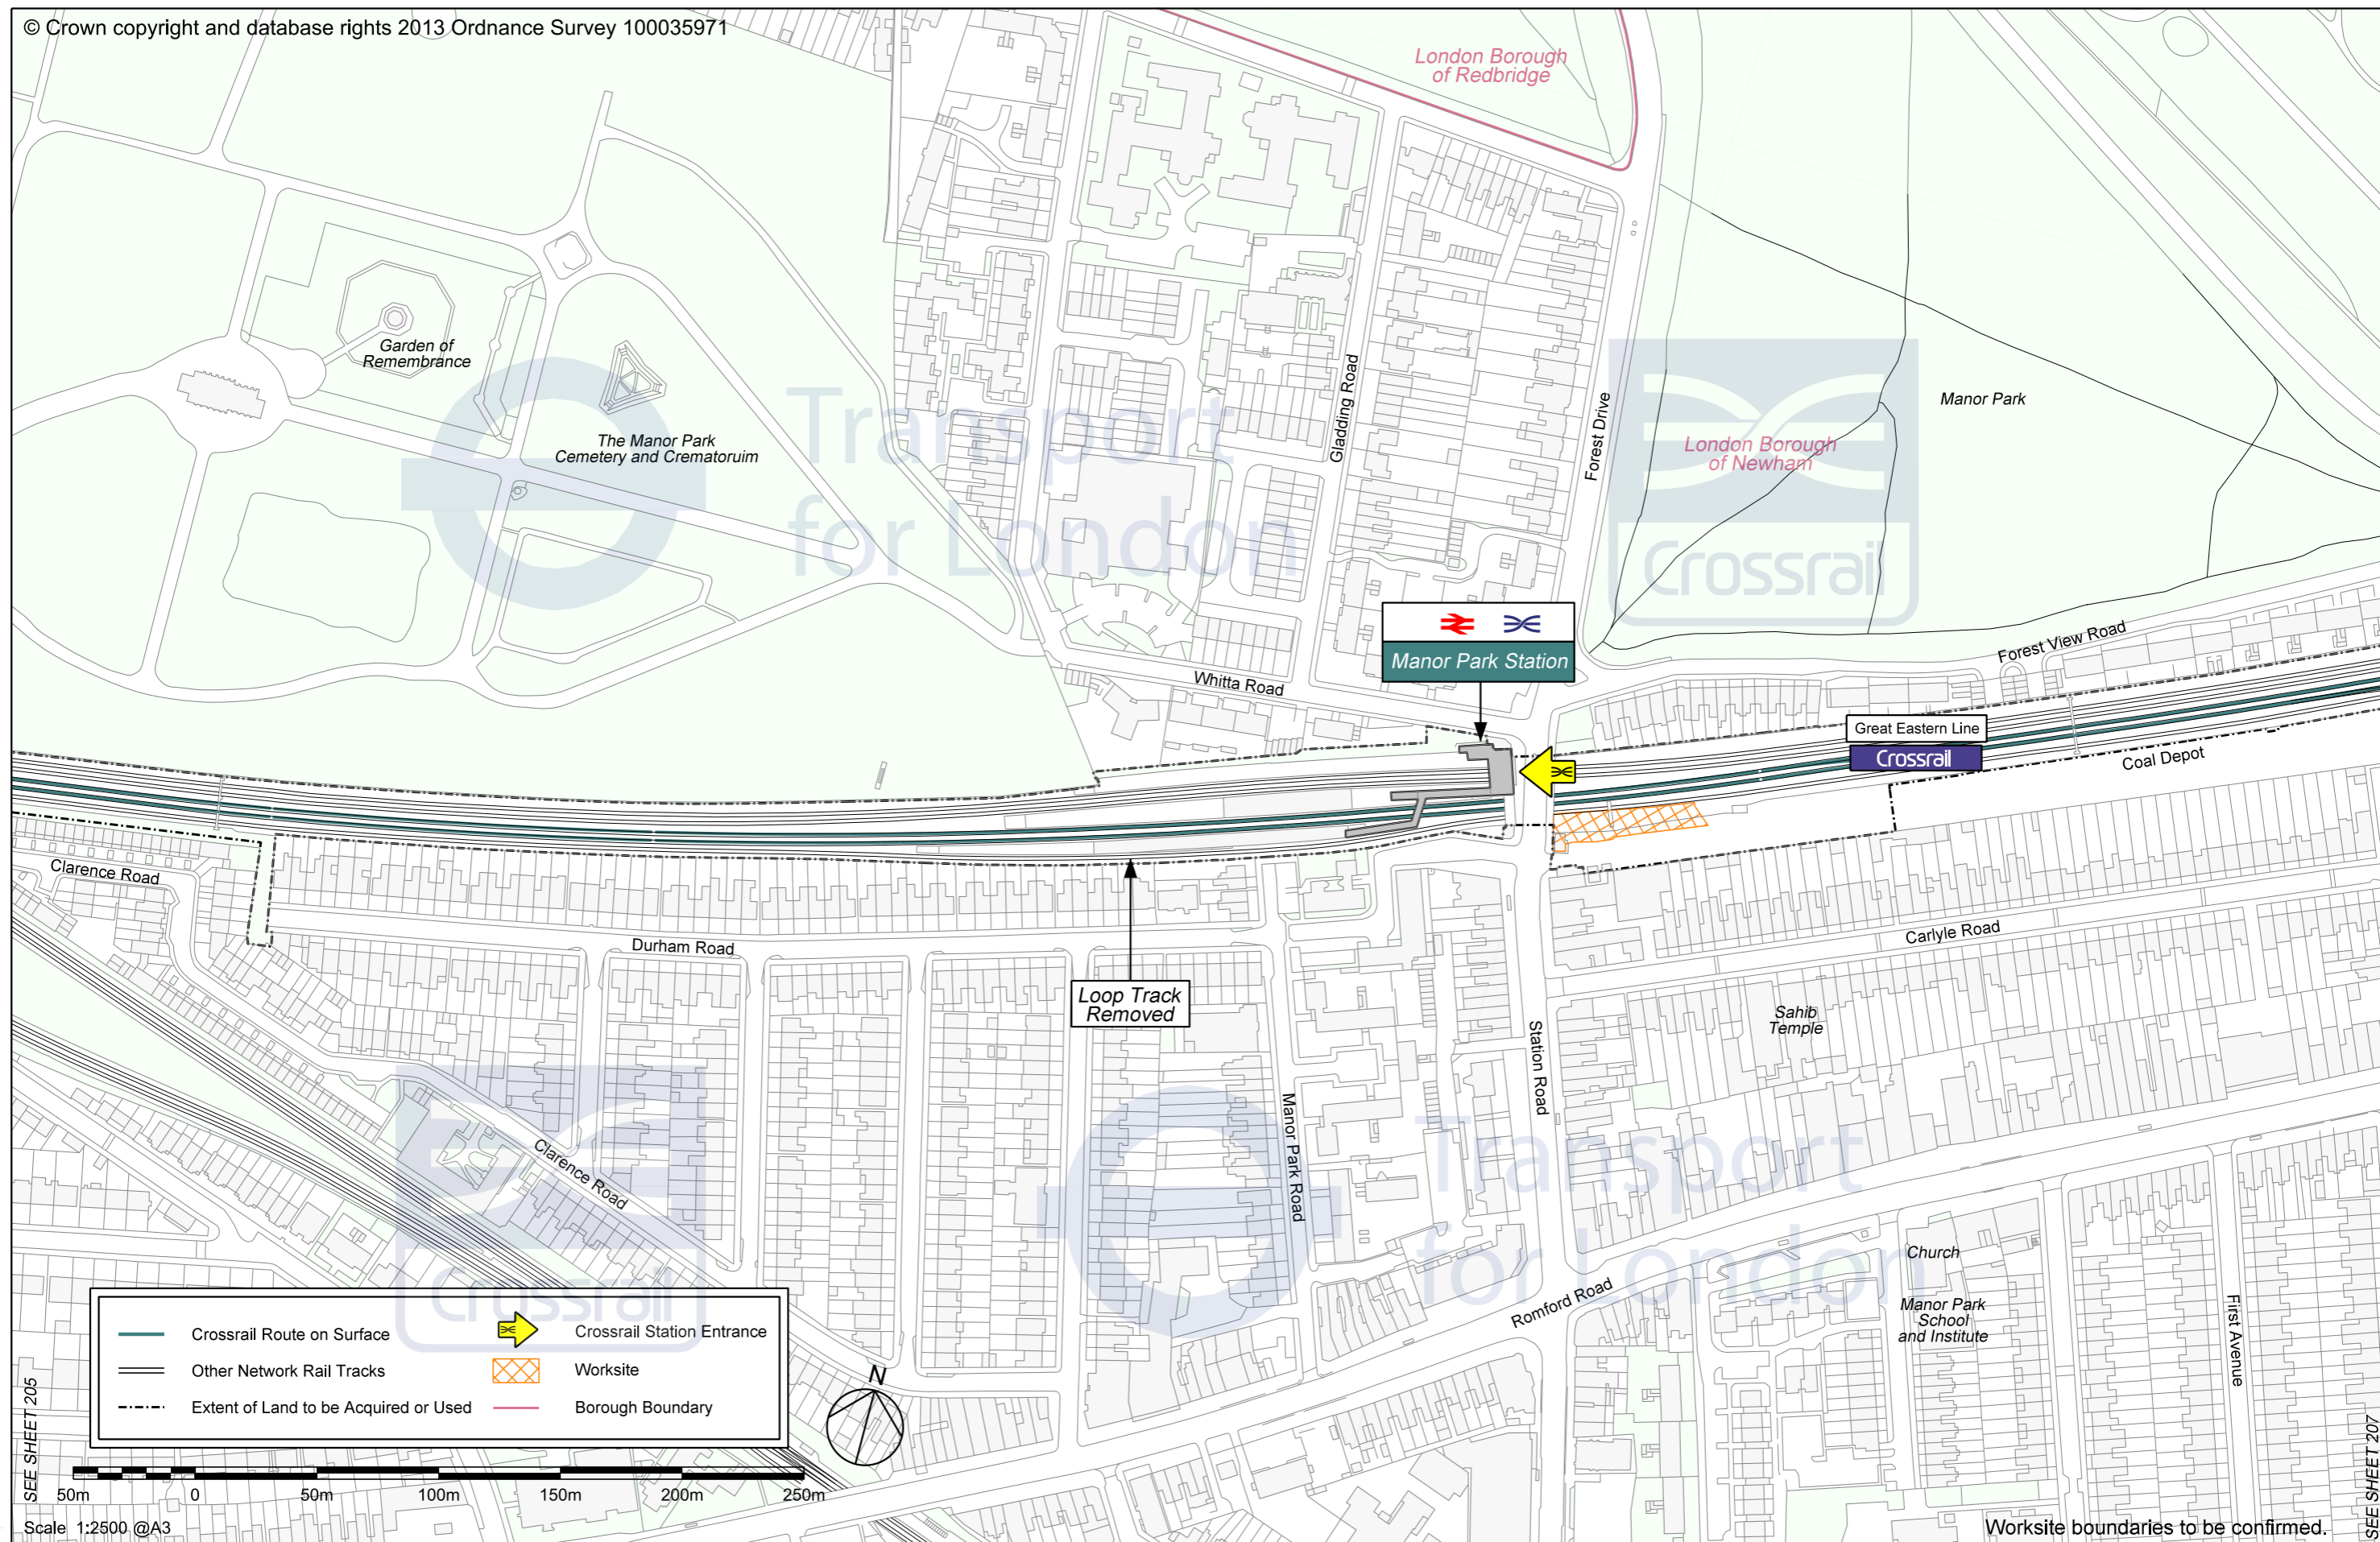 © Crown copyright and database rights 2013 Ordnance Survey 100035971
London Borough
of Redbridge
Garden of
Remembrance
The Manor Park
Cemetery and Crematoruim
Transport
for London
Gladding Road
Forest Drive
Manor Park
London Borough
of Newham
Crossrail
Manor Park Station
Whitta Road
Forest View Road
Great Eastern Line
Crossrail
Coal Depot
Clarence Road
Durham Road
Loop Track
Removed
Carlyle Road
Sahib
Temple
Station Road
Manor Park Road
Clarence Road
Transport
for London
Crossrail
Romford Road
Church
Manor Park
School
and Institute
First Avenue
Crossrail Route on Surface
Crossrail Station Entrance
Other Network Rail Tracks
Worksite
Extent of Land to be Acquired or Used
Borough Boundary
N
SEE SHEET 205
50m 0 50m 100m 150m 200m 250m
Scale 1:2500 @A3
Worksite boundaries to be confirmed.
SEE SHEET 207